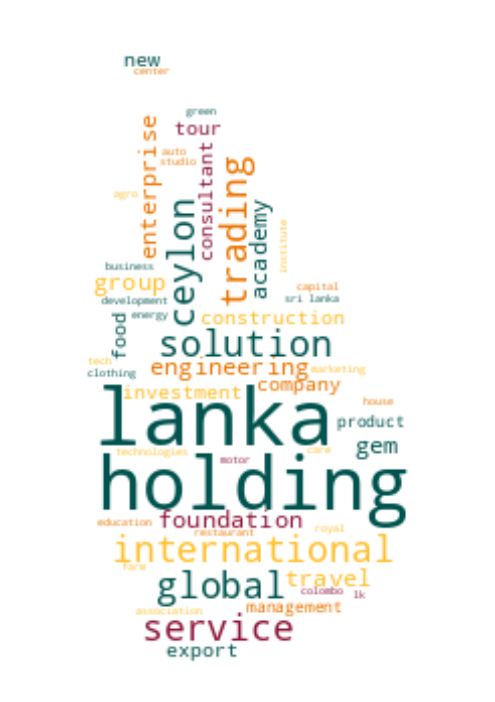 new
center
green
tour
enterprise
auto
studio
consultant
trading
agro
ceylon
academy
institute
business
group
development
energy
capital
sri lanka
food
construction
solution
tech
clothing
engineering
marketing
company
investment
lanka
house
product
gem
technologies
care
motor
holding
education
foundation
restaurant
royal
international
farm
global
travel
colombo
lk
association
management
service
export